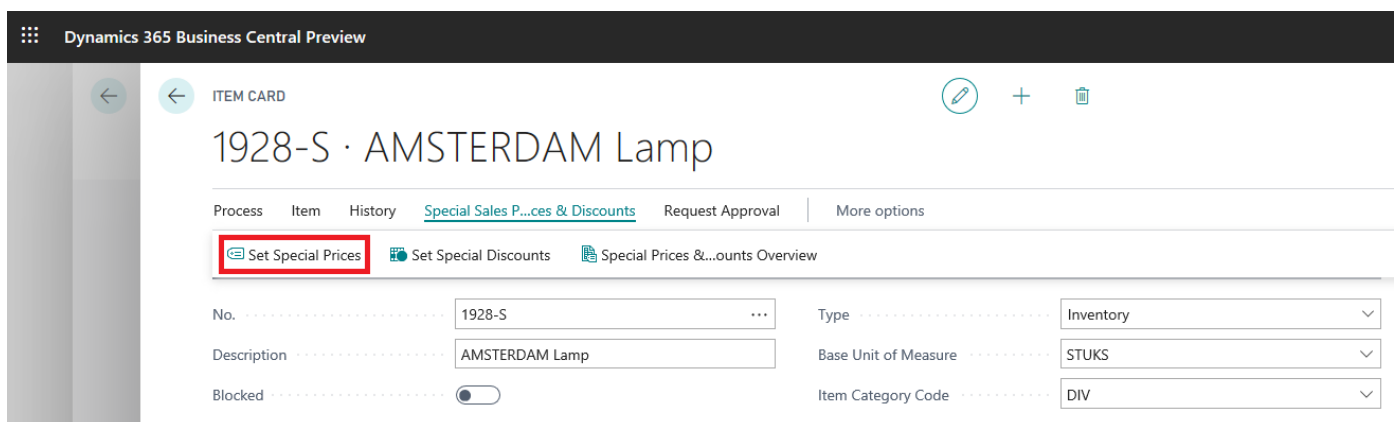 Dynamics 365 Business Central Preview
ITEM CARD
1928-S · AMSTERDAM Lamp
Process Item History Special Sales P...ces & Discounts Request Approval More options
Set Special Prices Set Special Discounts Special Prices &...ounts Overview
No. 1928-S ... Type Inventory
Description AMSTERDAM Lamp Base Unit of Measure STUKS
Blocked Item Category Code DIV